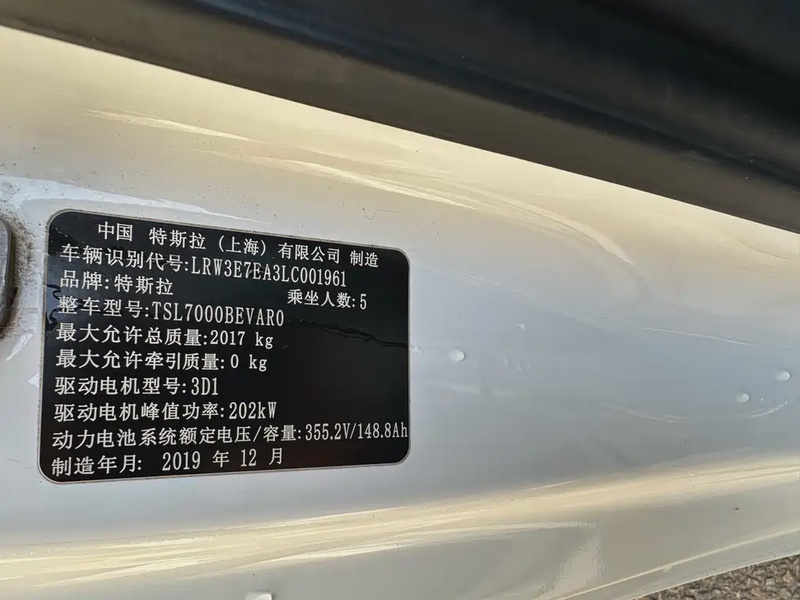 中国 特斯拉（上海）有限公司 制造
车辆识别代号:LRW3E7EA3LC001961
品牌:特斯拉 乘坐人数:5
整车型号:TSL7000BEVAR0
最大允许总质量:2017 kg
最大允许牵引质量:0 kg
驱动电机型号:3D1
驱动电机峰值功率:202kW
动力电池系统额定电压/容量:355.2V/148.8Ah
制造年月: 2019 年 12 月